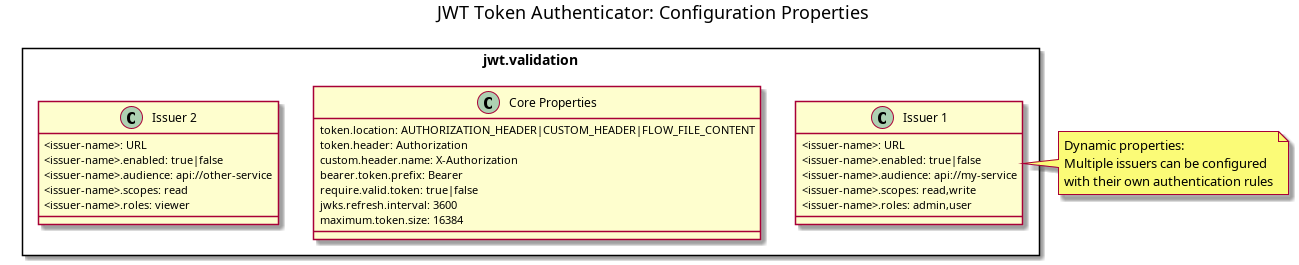 JWT Token Authenticator: Configuration Properties
jwt.validation
C Issuer 2
<issuer-name>: URL
<issuer-name>.enabled: true|false
<issuer-name>.audience: api://other-service
<issuer-name>.scopes: read
<issuer-name>.roles: viewer
C Core Properties
token.location: AUTHORIZATION_HEADER|CUSTOM_HEADER|FLOW_FILE_CONTENT
token.header: Authorization
custom.header.name: X-Authorization
bearer.token.prefix: Bearer
require.valid.token: true|false
jwks.refresh.interval: 3600
maximum.token.size: 16384
C Issuer 1
<issuer-name>: URL
<issuer-name>.enabled: true|false
<issuer-name>.audience: api://my-service
<issuer-name>.scopes: read,write
<issuer-name>.roles: admin,user
Dynamic properties:
Multiple issuers can be configured
with their own authentication rules